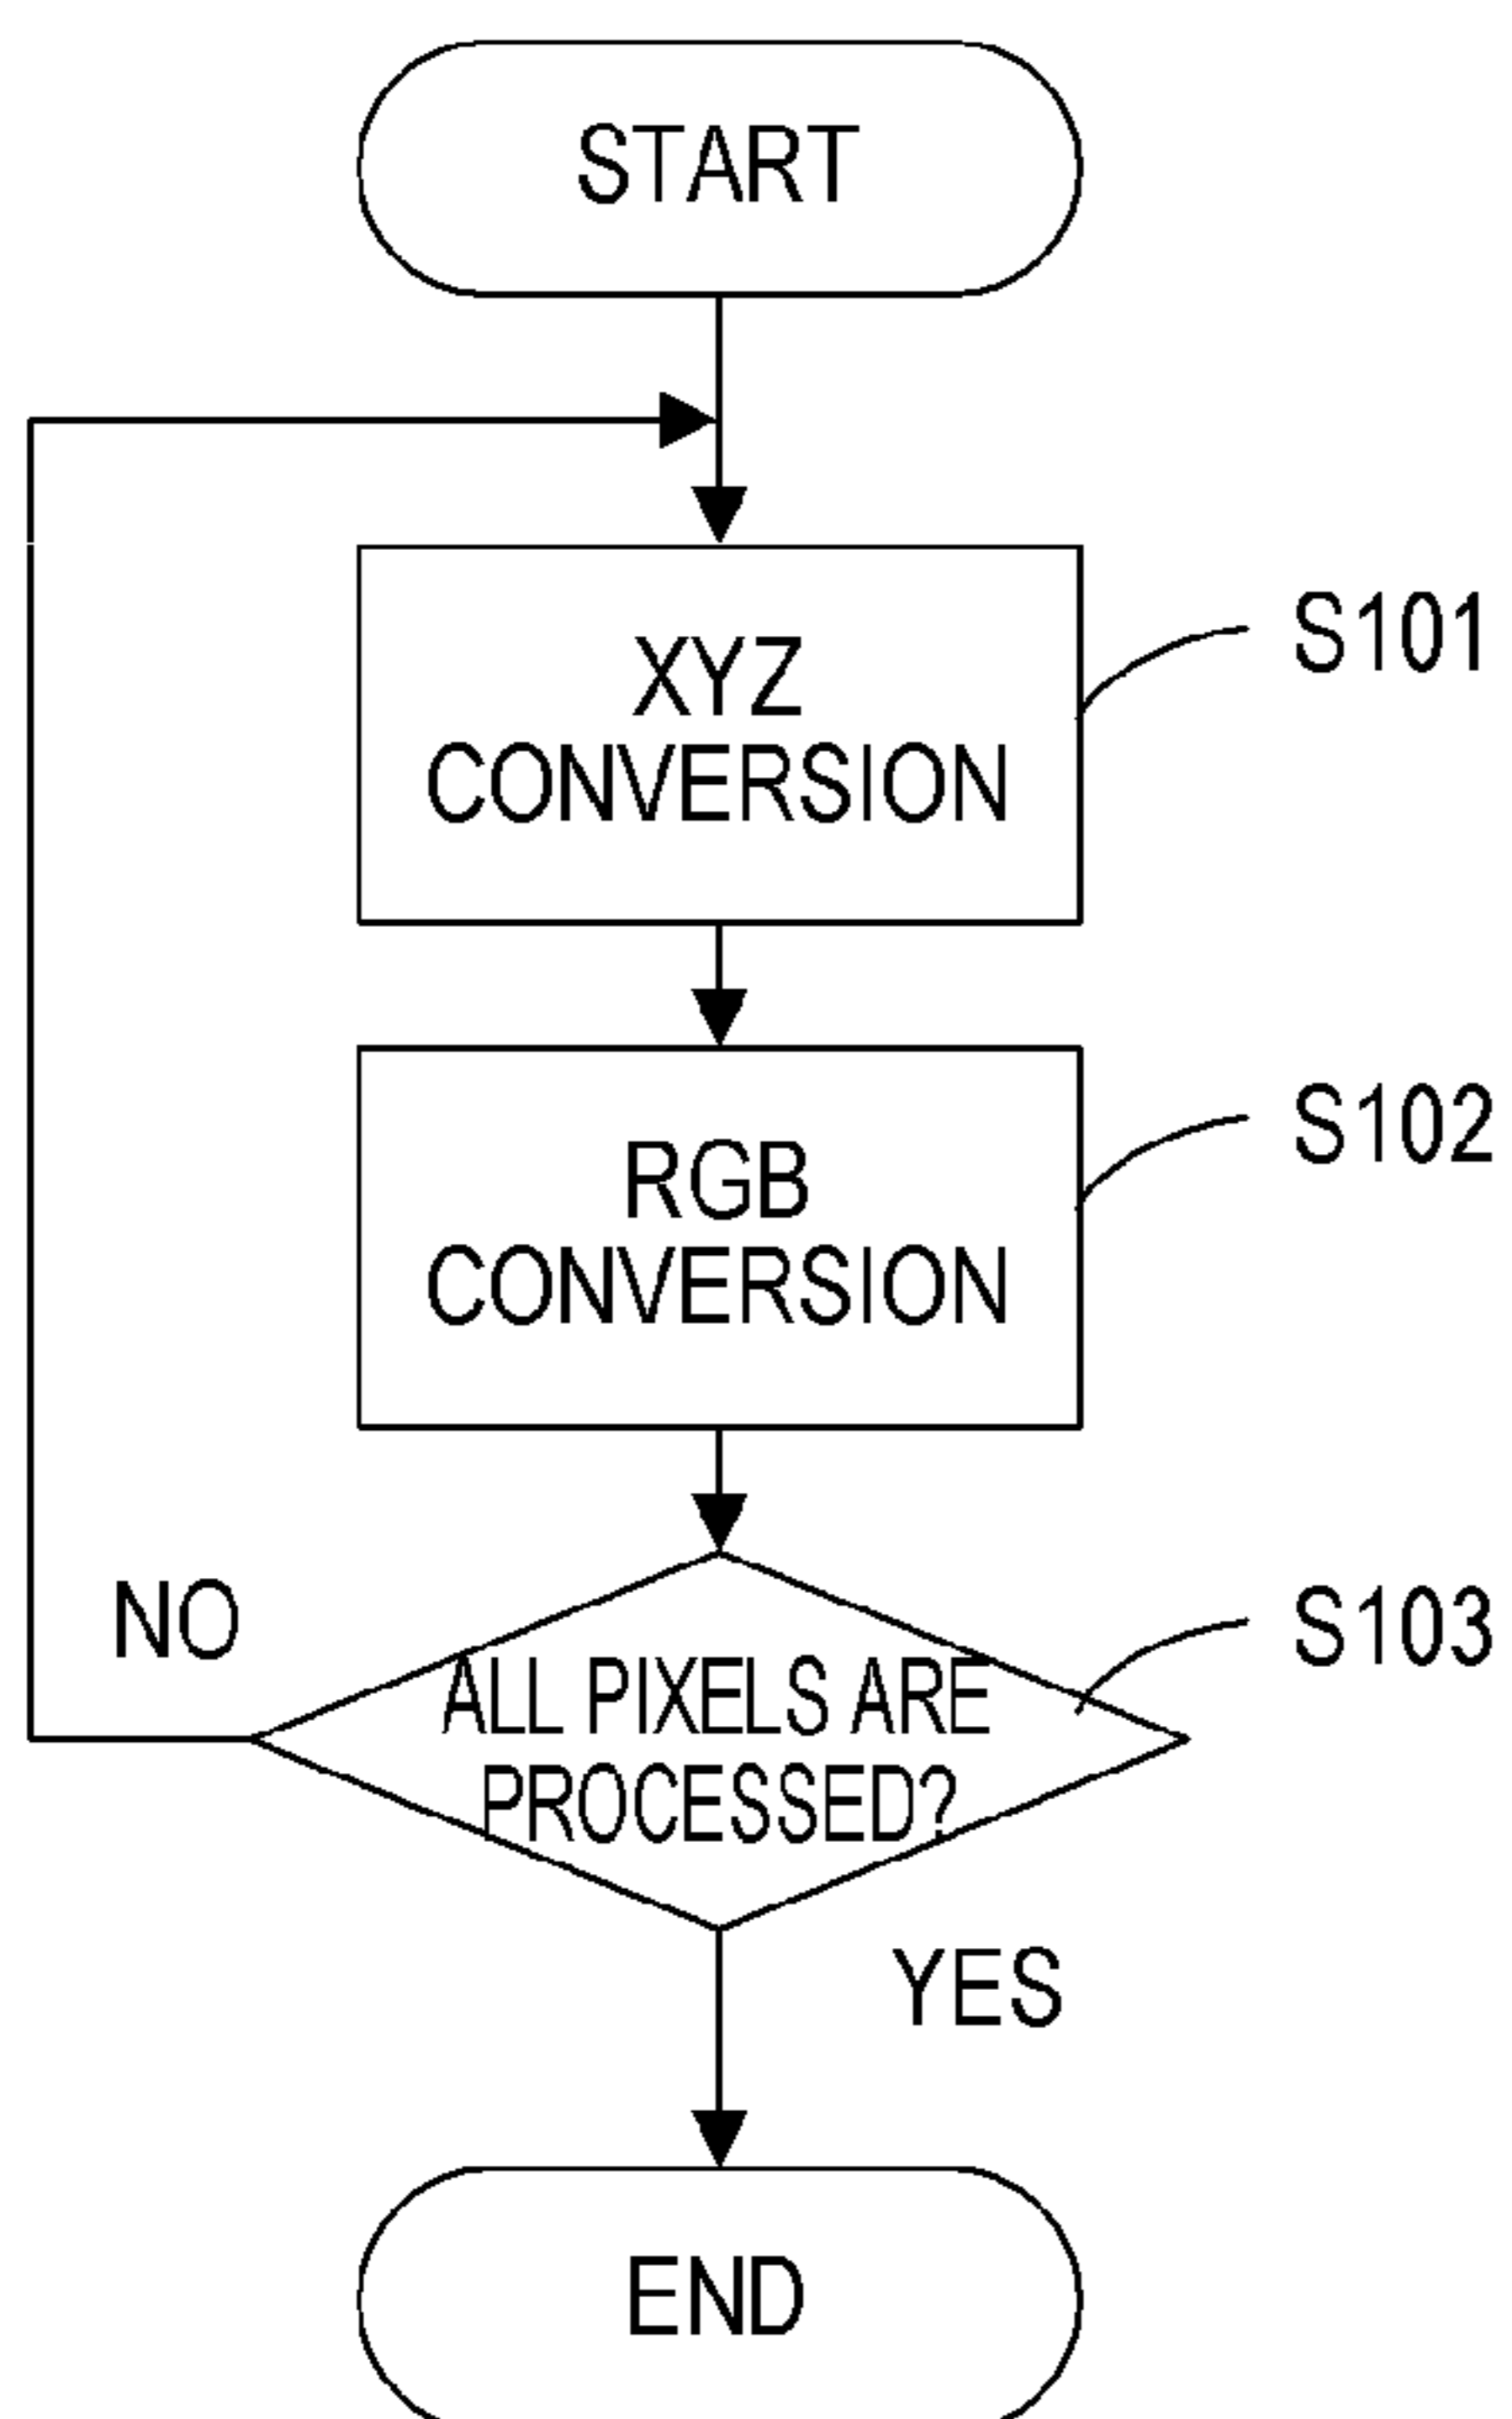 START
XYZ
CONVERSION
S101
RGB
CONVERSION
S102
NO
ALL PIXELS ARE
PROCESSED?
S103
YES
END